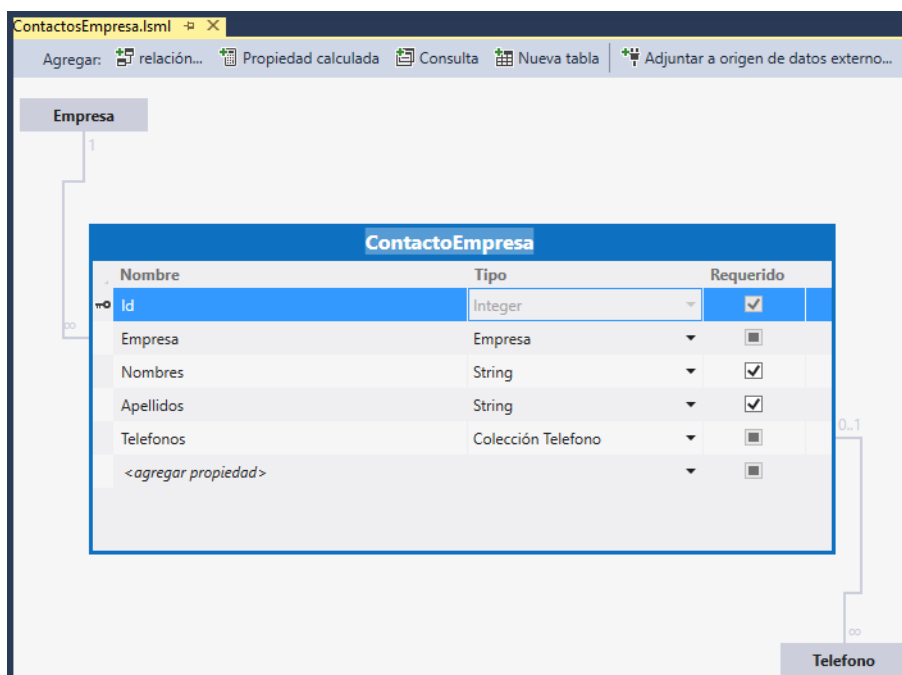 ContactosEmpresa.lsml
Agregar: relación... Propiedad calculada Consulta Nueva tabla Adjuntar a origen de datos externo...
Empresa
1
ContactoEmpresa
Nombre Tipo Requerido
Id Integer
∞
Empresa Empresa
Nombres String
Apellidos String
0..1
Telefonos Colección Telefono
<agregar propiedad>
∞
Telefono